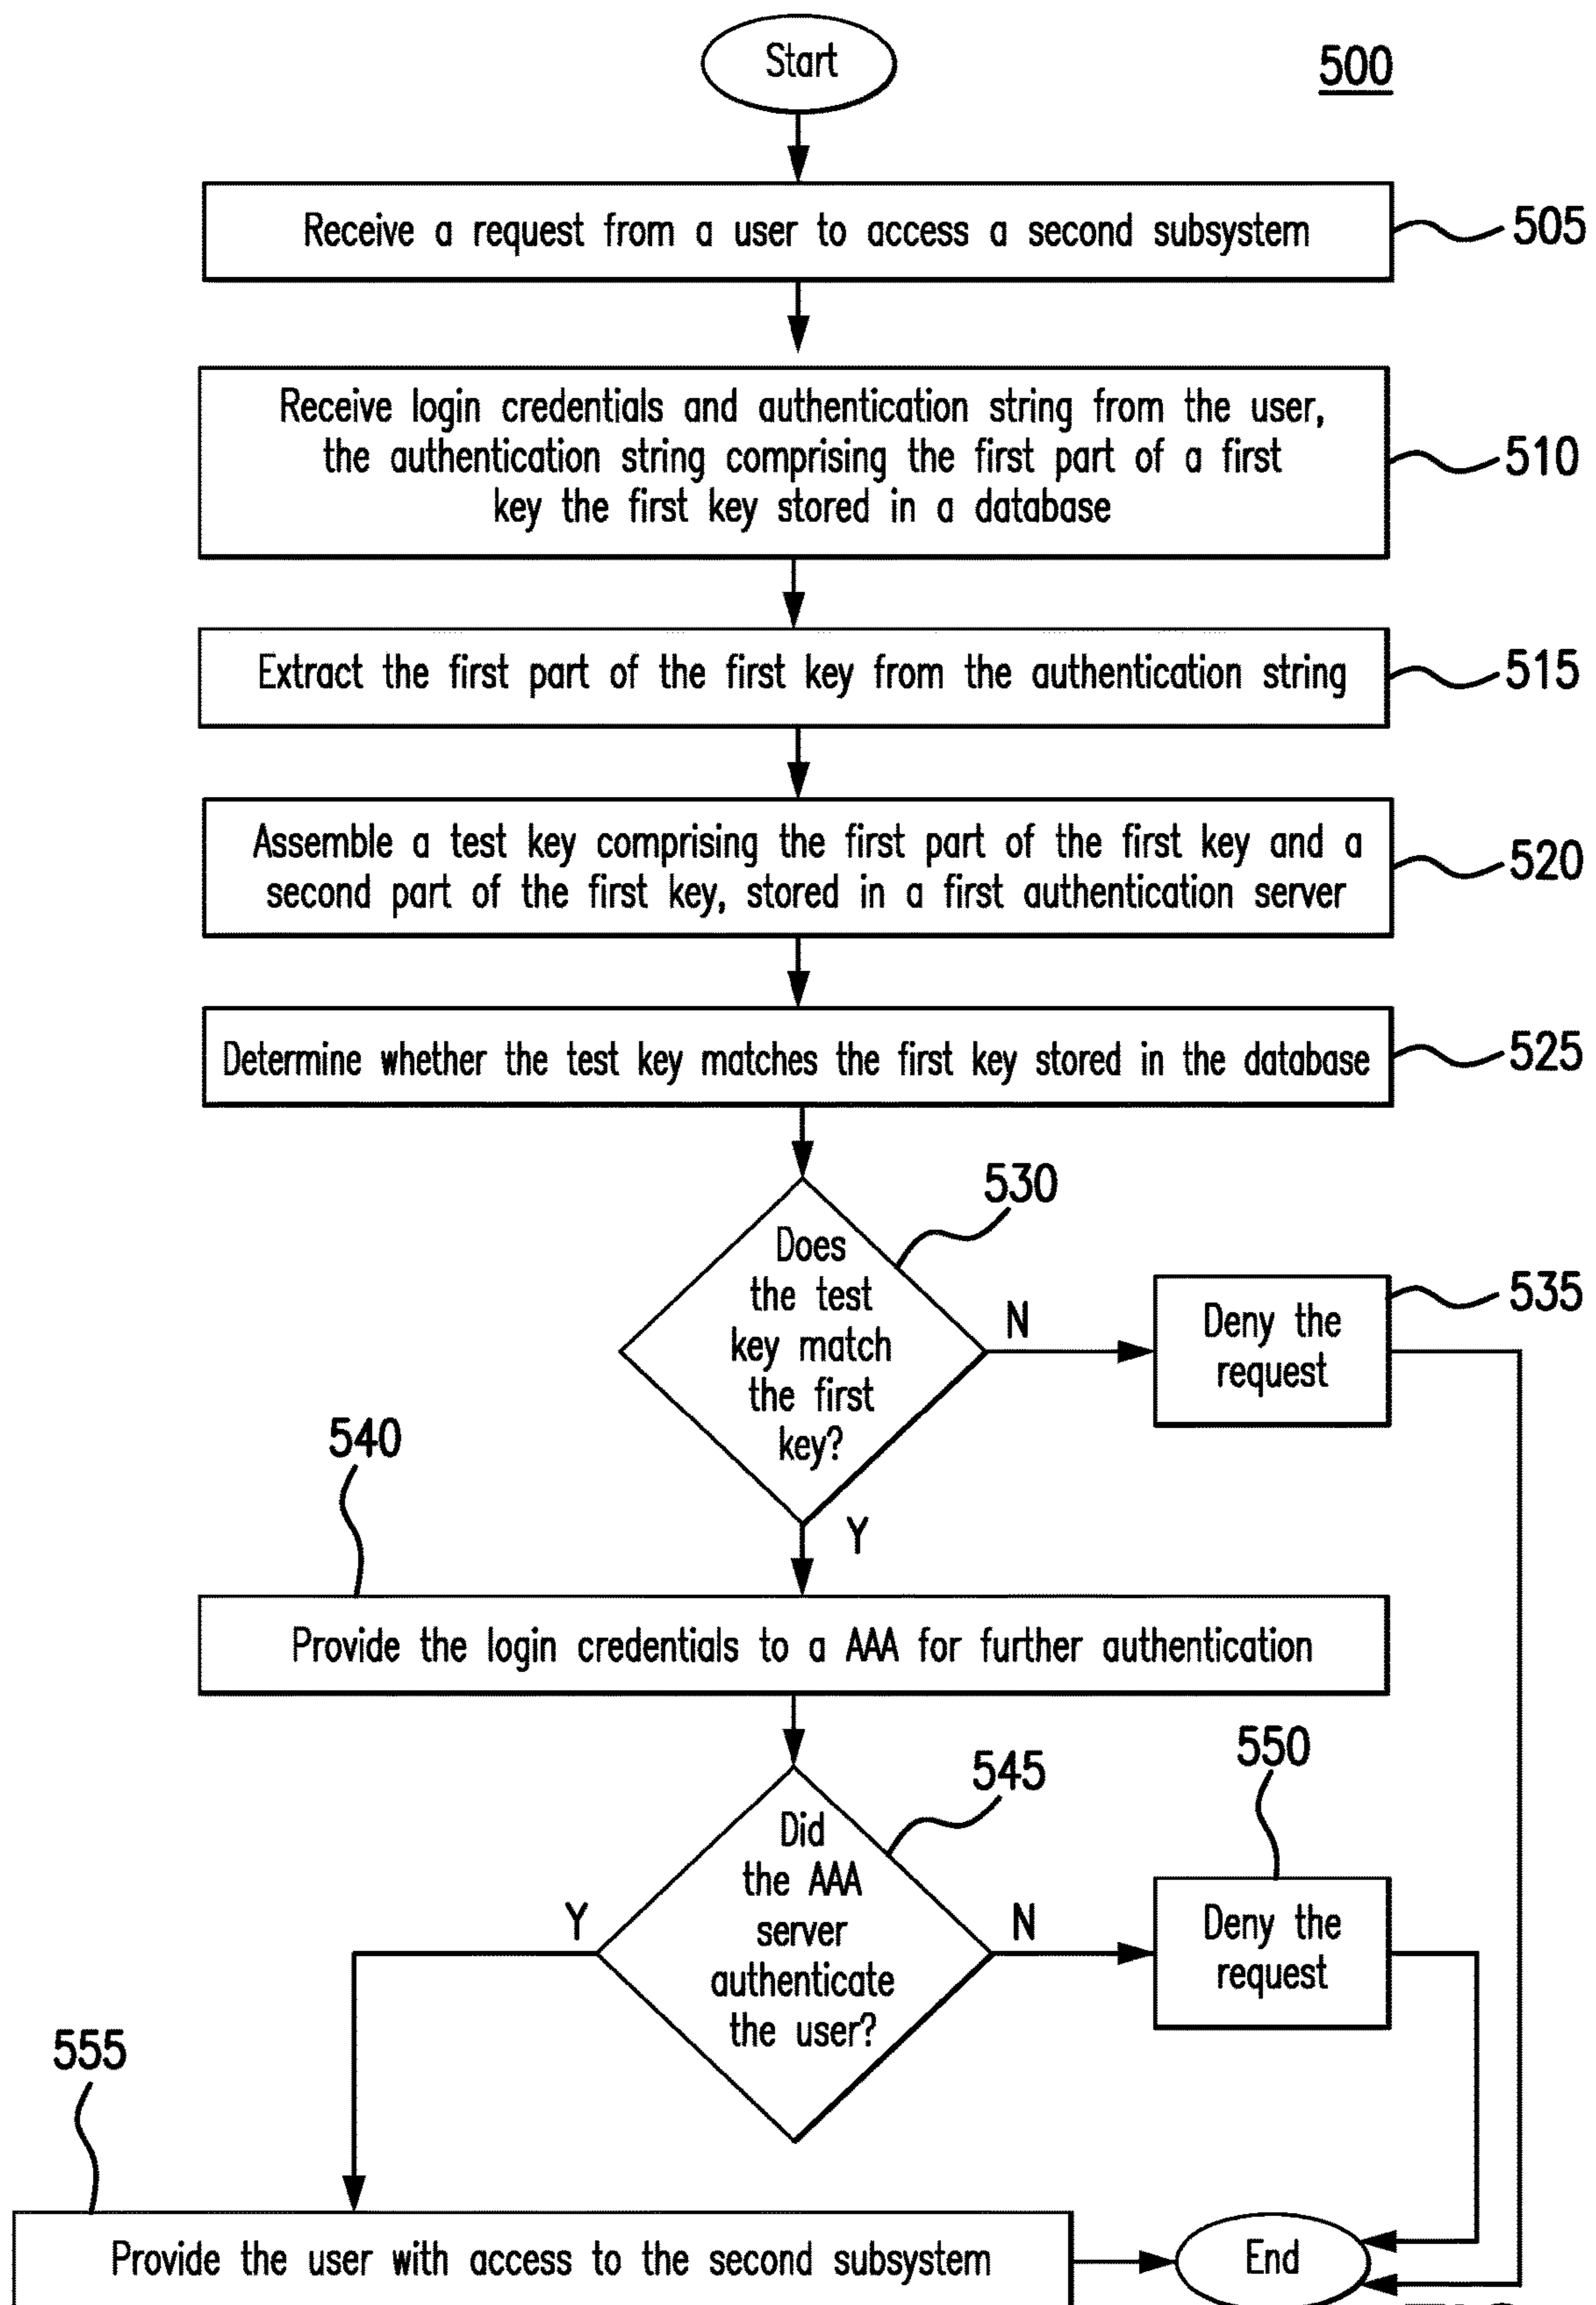 Start
500
Receive a request from a user to access a second subsystem
505
Receive login credentials and authentication string from the user,
the authentication string comprising the first part of a first
key the first key stored in a database
510
Extract the first part of the first key from the authentication string
515
Assemble a test key comprising the first part of the first key and a
second part of the first key, stored in a first authentication server
520
Determine whether the test key matches the first key stored in the database
525
530
Does
the test
key match
the first
key?
N
Deny the
request
535
Y
540
Provide the login credentials to a AAA for further authentication
545
Did
the AAA
server
authenticate
the user?
Y
N
550
Deny the
request
555
Provide the user with access to the second subsystem
End